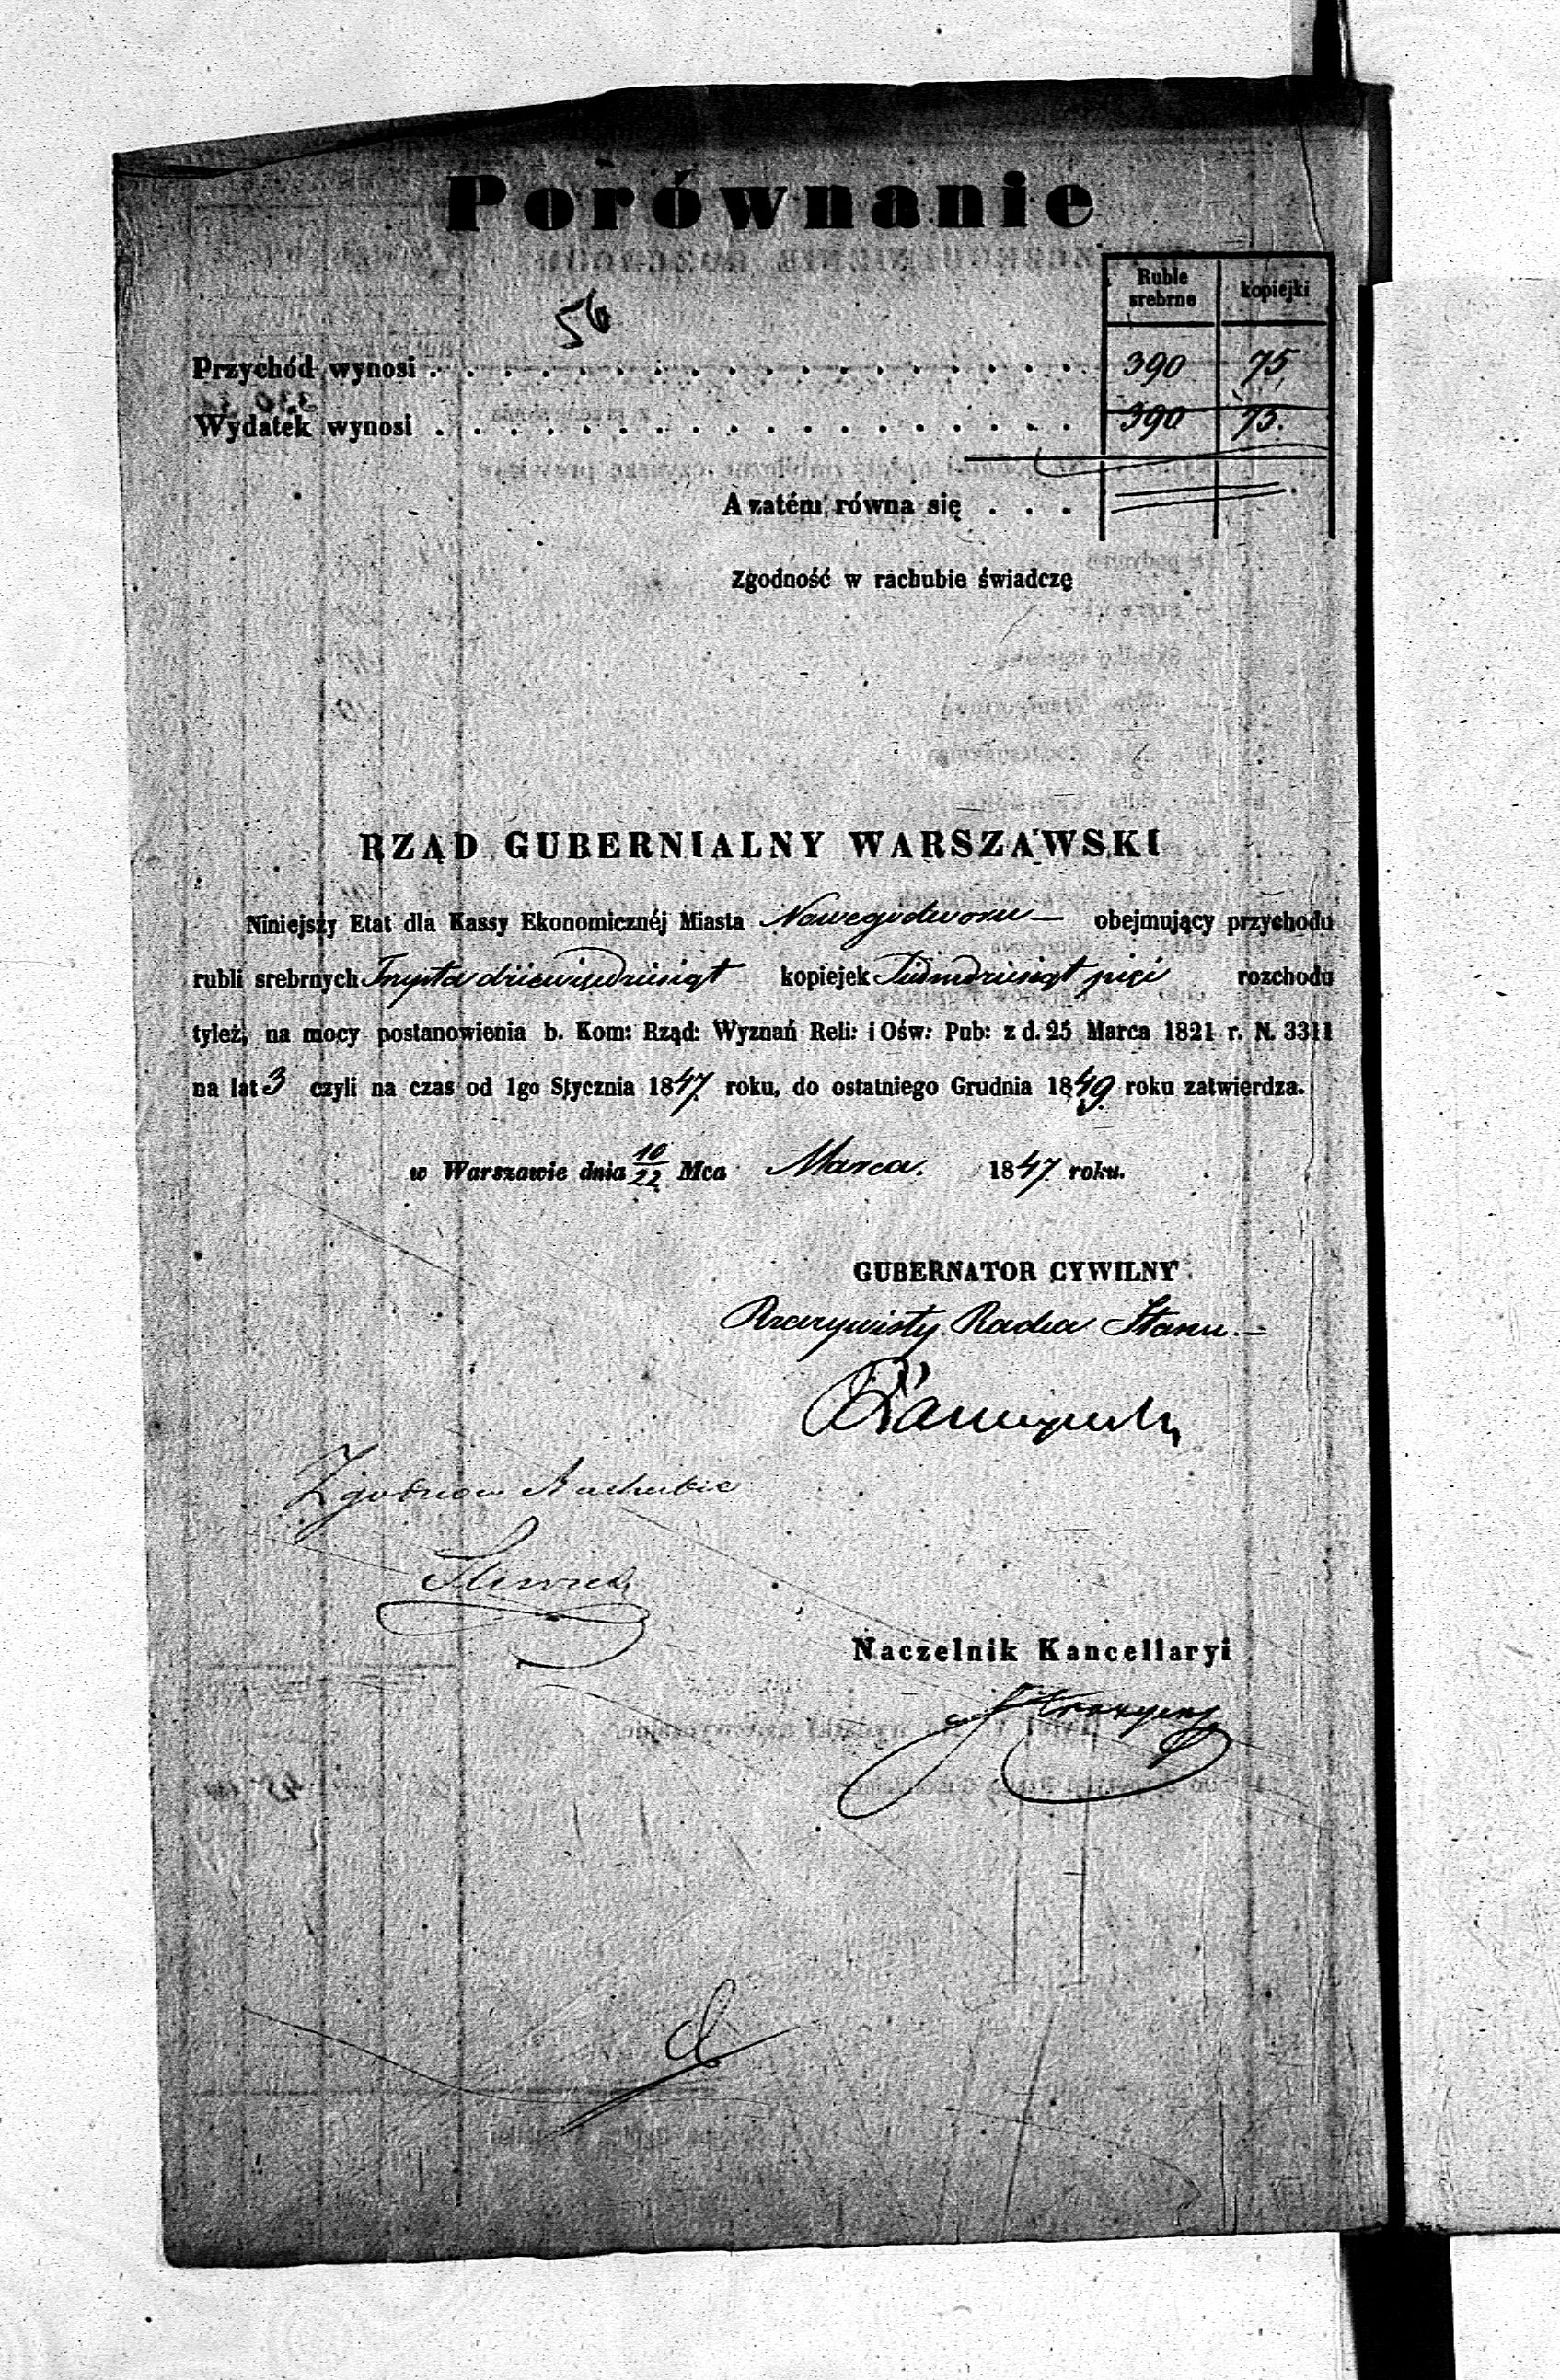 Porównanie
Ruble srebrne kopiejki
56
Przychód wynosi . . . . . . . . . . . . . . . . . . 390 75
Wydatek wynosi . . . . . . . . . . . . . . . . . . 390 75.
A zatém równa się . . .
Zgodność w rachubie świadczę
RZĄD GUBERNIALNY WARSZAWSKI
Niniejszy Etat dla Kassy Ekonomicznéj Miasta Nowegodworu — obejmujący przychodu
rubli srebrnych Trzysta dziewiędziesiąt kopiejek Siedmdziesiąt pięć rozchodu
tyleż, na mocy postanowienia b. Kom: Rząd: Wyznań Reli: i Ośw: Pub: z d. 25 Marca 1821 r. N. 3311
na lat 3 czyli na czas od 1go Stycznia 1847 roku, do ostatniego Grudnia 1849 roku zatwierdza.
w Warszawie dnia 10/22 Mca Marca. 1847 roku.
GUBERNATOR CYWILNY
Rzeczywisty Radca Stanu.—
Zgodno w Rachubie
Naczelnik Kancellaryi